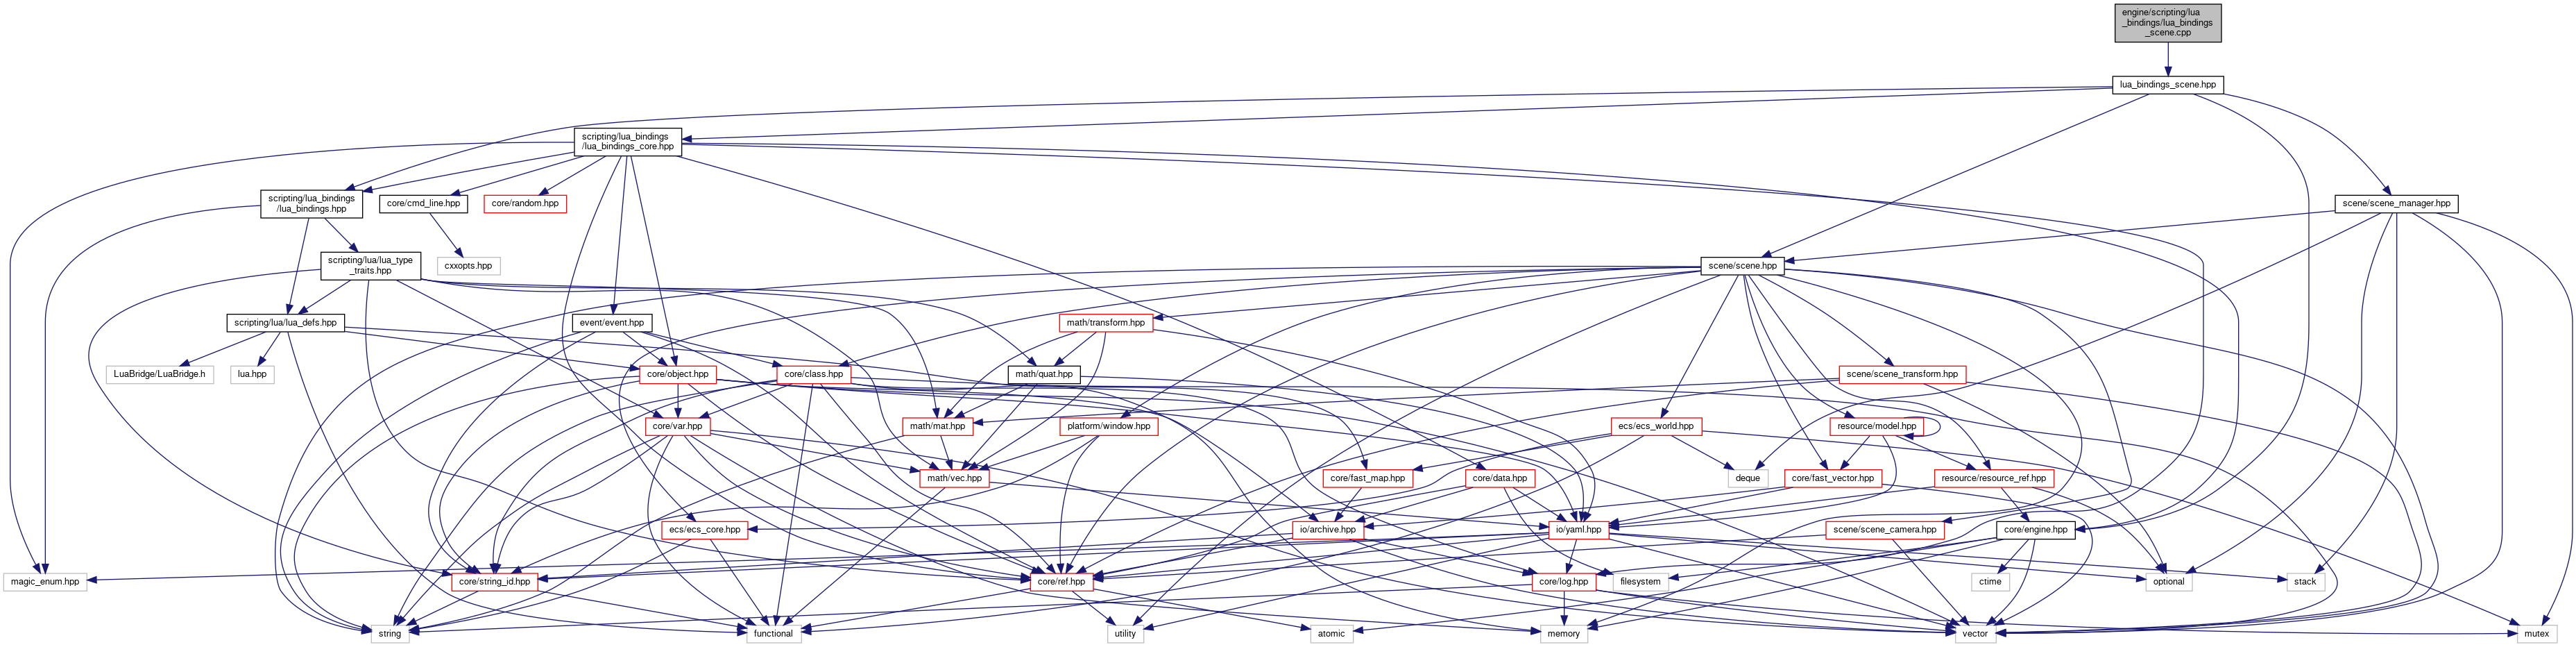 engine/scripting/lua
_bindings/lua_bindings
_scene.cpp
lua_bindings_scene.hpp
scripting/lua_bindings
/lua_bindings_core.hpp
scripting/lua_bindings
/lua_bindings.hpp
core/cmd_line.hpp
core/random.hpp
scene/scene_manager.hpp
scripting/lua/lua_type
_traits.hpp
cxxopts.hpp
scene/scene.hpp
scripting/lua/lua_defs.hpp
event/event.hpp
math/transform.hpp
LuaBridge/LuaBridge.h
lua.hpp
core/object.hpp
core/class.hpp
math/quat.hpp
scene/scene_transform.hpp
core/var.hpp
math/mat.hpp
platform/window.hpp
ecs/ecs_world.hpp
resource/model.hpp
math/vec.hpp
core/fast_map.hpp
core/data.hpp
deque
core/fast_vector.hpp
resource/resource_ref.hpp
ecs/ecs_core.hpp
io/archive.hpp
io/yaml.hpp
scene/scene_camera.hpp
core/engine.hpp
magic_enum.hpp
core/string_id.hpp
core/ref.hpp
core/log.hpp
filesystem
ctime
optional
stack
string
functional
utility
atomic
memory
vector
mutex